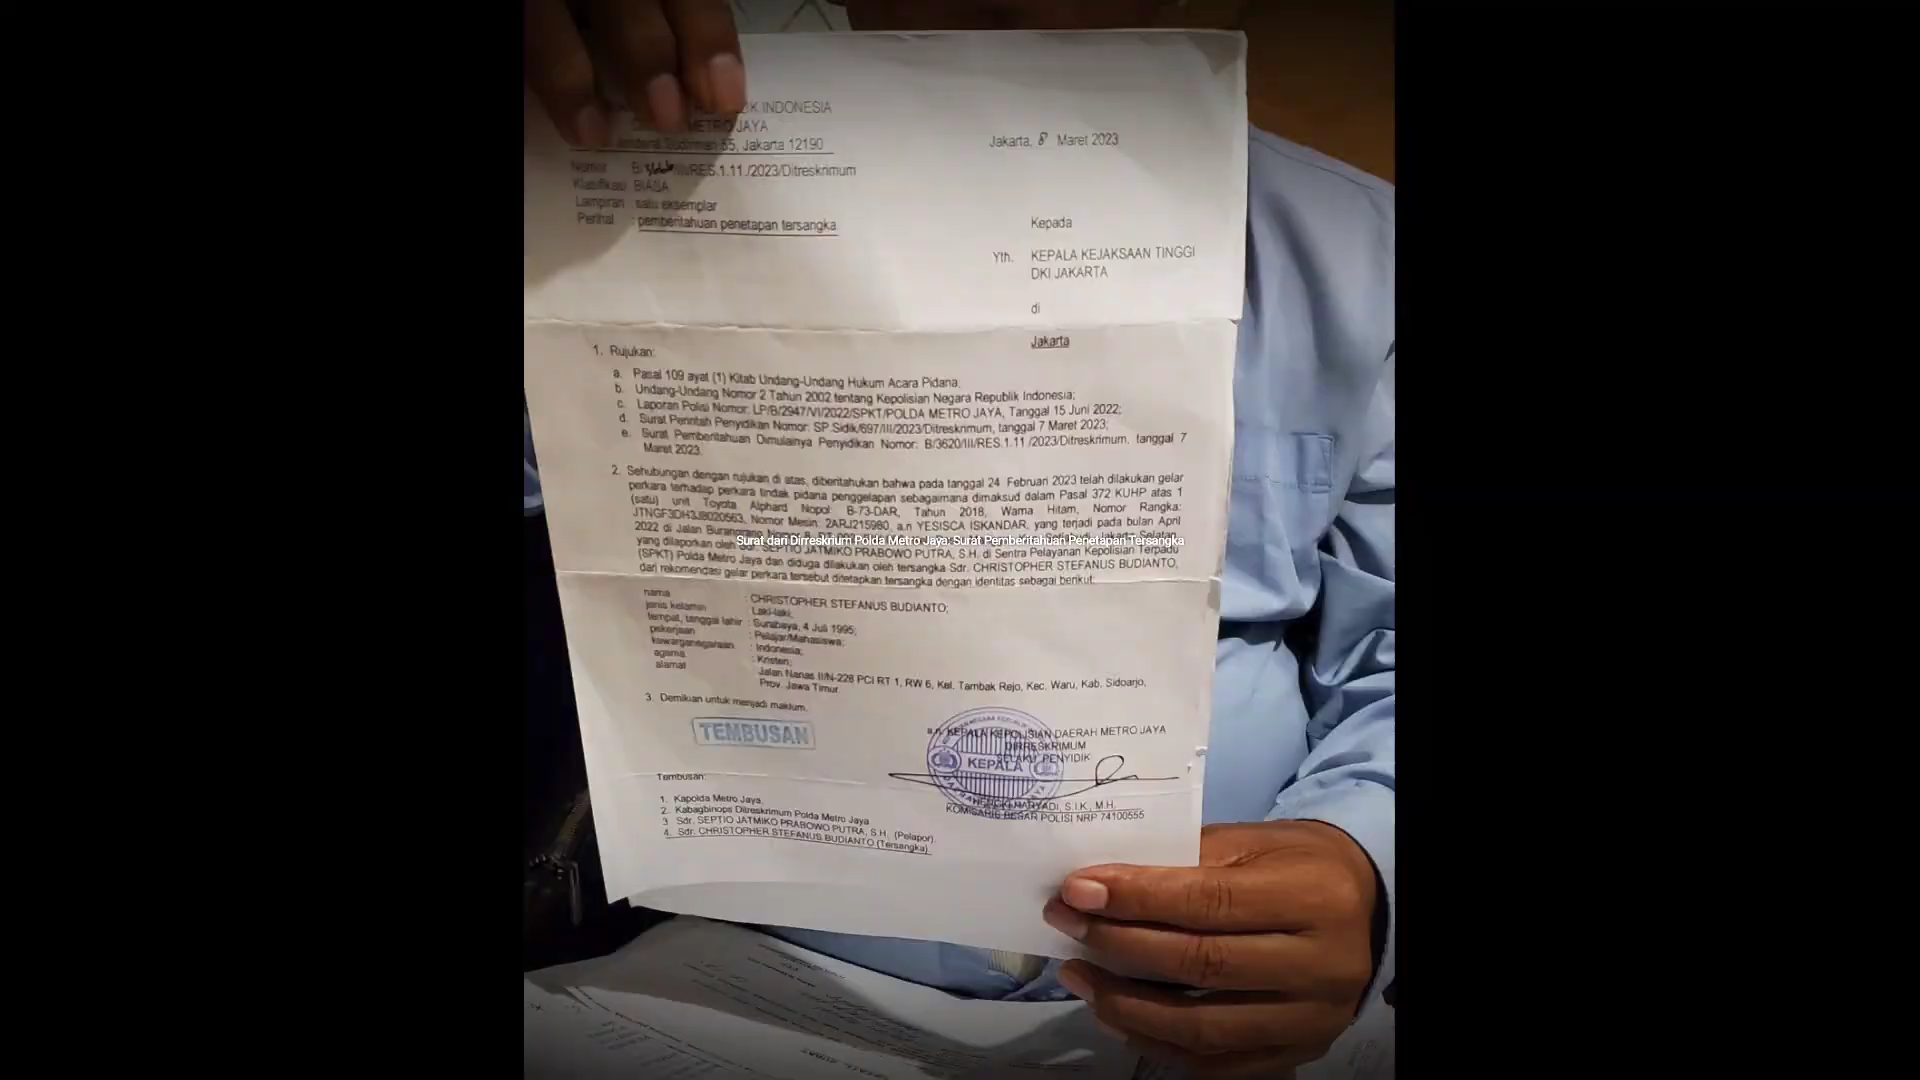 IK INDONESIA
METRO JAYA
Jenderal Sudirman 55, Jakarta 12190
Jakarta, 8 Maret 2023
Nomor B/ /III/RES.1.11./2023/Ditreskrimum
Klasifikasi BIASA
Lampiran satu eksemplar
Perihal : pemberitahuan penetapan tersangka
Kepada
Yth. KEPALA KEJAKSAAN TINGGI
DKI JAKARTA
di
Jakarta
1. Rujukan:
a. Pasal 109 ayat (1) Kitab Undang-Undang Hukum Acara Pidana;
b. Undang-Undang Nomor 2 Tahun 2002 tentang Kepolisian Negara Republik Indonesia;
c. Laporan Polisi Nomor: LP/B/2947/VI/2022/SPKT/POLDA METRO JAYA, Tanggal 15 Juni 2022;
d. Surat Perintah Penyidikan Nomor: SP.Sidik/697/III/2023/Ditreskrimum, tanggal 7 Maret 2023;
e. Surat Pemberitahuan Dimulainya Penyidikan Nomor: B/3620/III/RES.1.11./2023/Ditreskrimum, tanggal 7
Maret 2023.
2. Sehubungan dengan rujukan di atas, diberitahukan bahwa pada tanggal 24 Februari 2023 telah dilakukan gelar
perkara terhadap perkara tindak pidana penggelapan sebagaimana dimaksud dalam Pasal 372 KUHP atas 1
(satu) unit Toyota Alphard Nopol: B-73-DAR, Tahun 2018, Warna Hitam, Nomor Rangka:
JTNGF3DH3J8020563, Nomor Mesin: 2ARJ215980, a.n YESISCA ISKANDAR, yang terjadi pada bulan April
2022 di Jalan Jakarta Selatan,
Surat dari Dirreskrium Polda Metro Jaya: Surat Pemberitahuan Penetapan Tersangka
yang dilaporkan oleh Sdr. SEPTIO JATMIKO PRABOWO PUTRA, S.H. di Sentra Pelayanan Kepolisian Terpadu
(SPKT) Polda Metro Jaya dan diduga dilakukan oleh tersangka Sdr. CHRISTOPHER STEFANUS BUDIANTO,
dari rekomendasi gelar perkara tersebut ditetapkan tersangka dengan identitas sebagai berikut:
nama : CHRISTOPHER STEFANUS BUDIANTO;
jenis kelamin : Laki-laki;
tempat, tanggal lahir : Surabaya, 4 Juli 1995;
pekerjaan : Pelajar/Mahasiswa;
kewarganegaraan : Indonesia;
agama : Kristen;
alamat Jalan Nanas II/N-228 PCI RT 1, RW 6, Kel. Tambak Rejo, Kec. Waru, Kab. Sidoarjo,
Prov. Jawa Timur.
3. Demikian untuk menjadi maklum.
TEMBUSAN
a.n. KEPALA KEPOLISIAN DAERAH METRO JAYA
DIRRESKRIMUM
SELAKU PENYIDIK
KEPALA
HENGKI HARYADI, S.I.K., M.H.
KOMISARIS BESAR POLISI NRP 74100555
Tembusan:
1. Kapolda Metro Jaya.
2. Kabagbinops Ditreskrimum Polda Metro Jaya
3. Sdr. SEPTIO JATMIKO PRABOWO PUTRA, S.H. (Pelapor)
4. Sdr. CHRISTOPHER STEFANUS BUDIANTO (Tersangka)